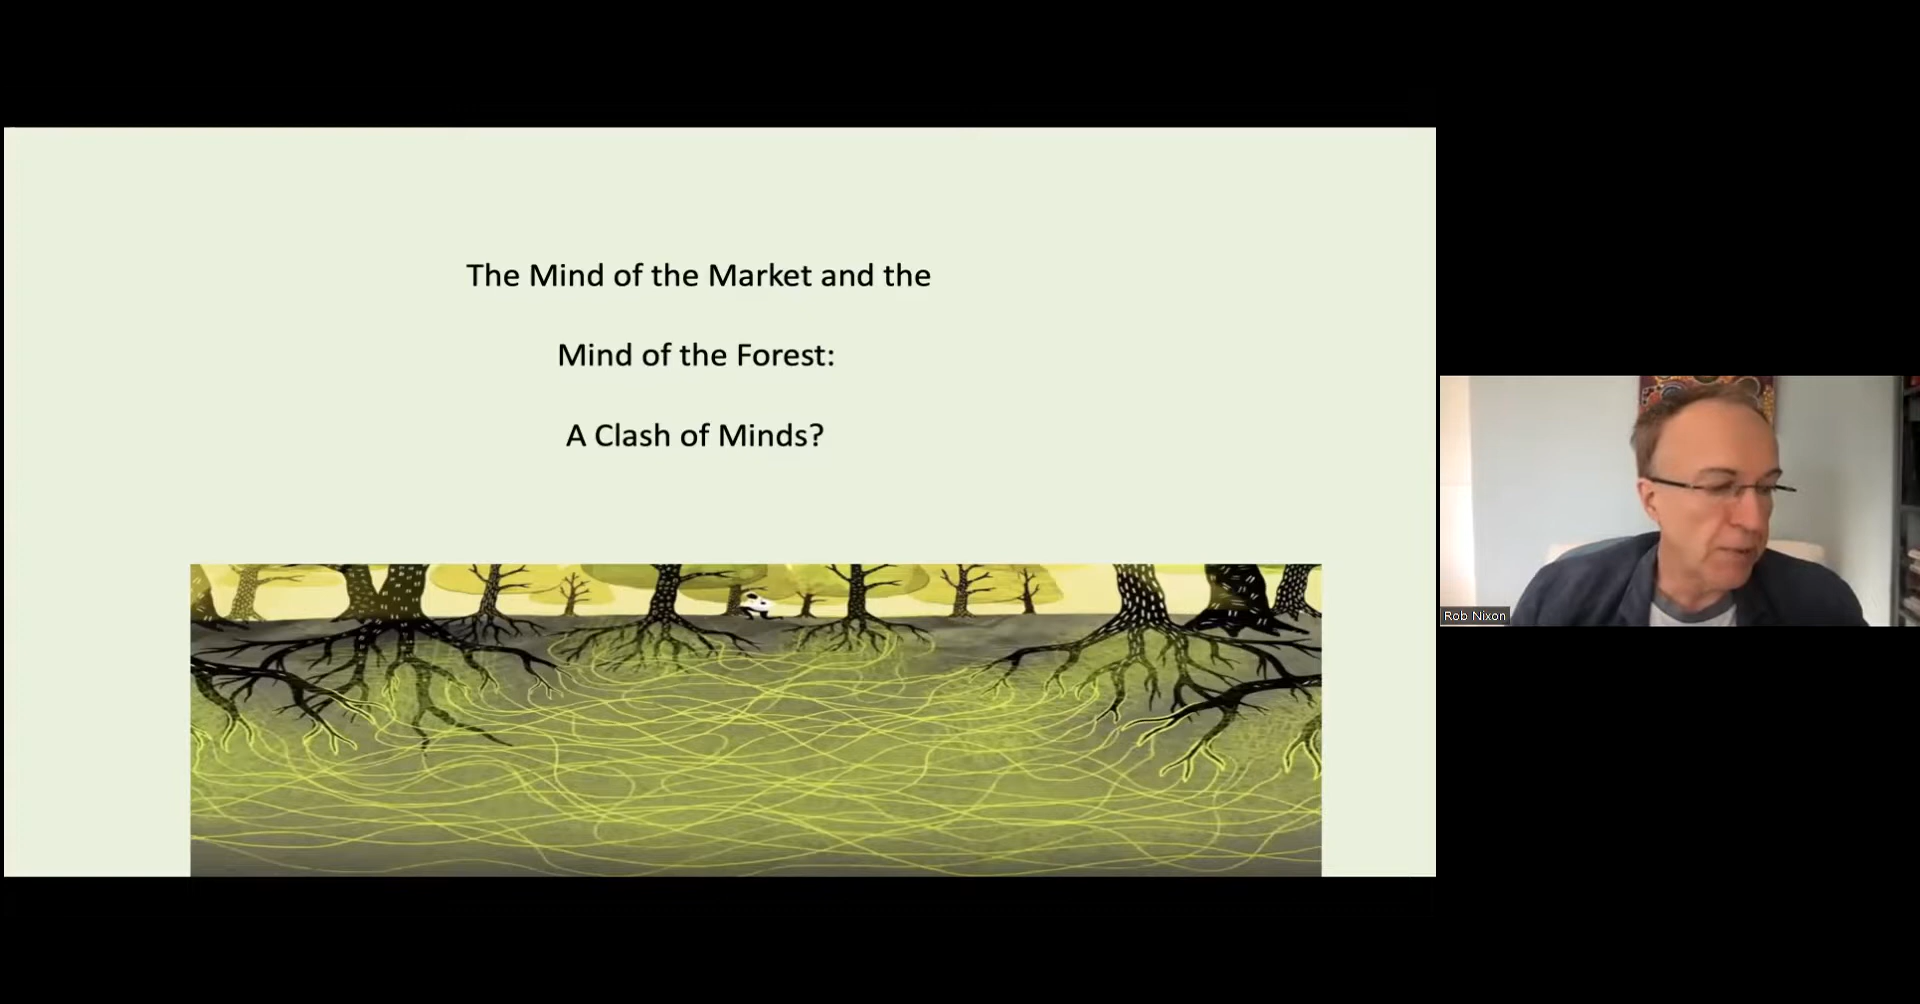 The Mind of the Market and the
Mind of the Forest:
A Clash of Minds?
Rob Nixon